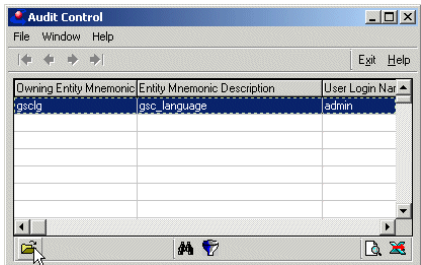 Audit Control
File Window Help
Exit Help
Owning Entity Mnemonic Entity Mnemonic Description User Login Nar
gsclg gsc_language admin